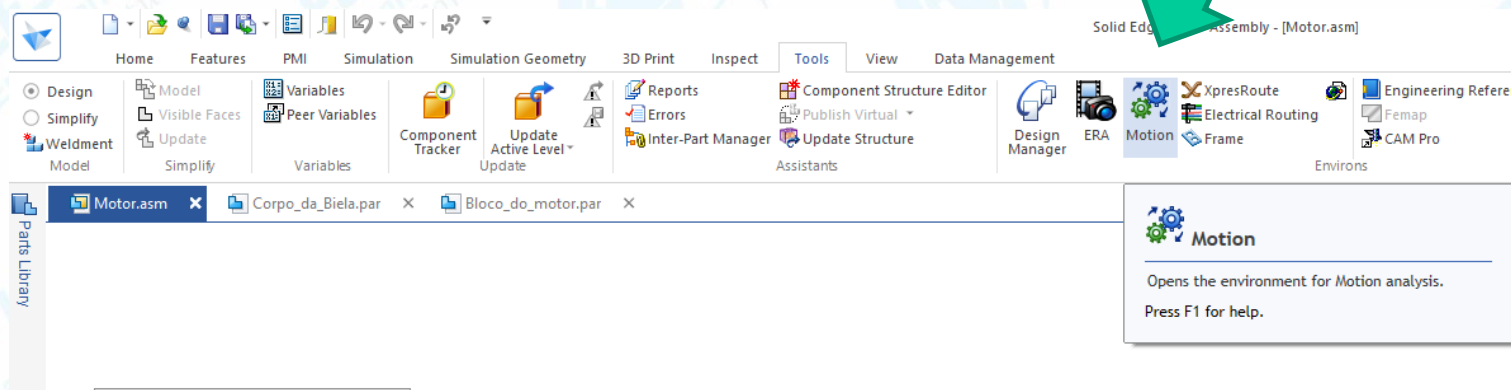 Solid Edg Assembly - [Motor.asm]
Home Features PMI Simulation Simulation Geometry 3D Print Inspect Tools View Data Management
Design Model Variables Reports Component Structure Editor XpresRoute Engineering Refere
Simplify Visible Faces Peer Variables Errors Publish Virtual Electrical Routing Femap
Weldment Update Component Tracker Update Active Level Inter-Part Manager Update Structure Design Manager ERA Motion Frame CAM Pro
Model Simplify Variables Update Assistants Environs
Motor.asm Corpo_da_Biela.par Bloco_do_motor.par
Parts Library
Motion
Opens the environment for Motion analysis.
Press F1 for help.